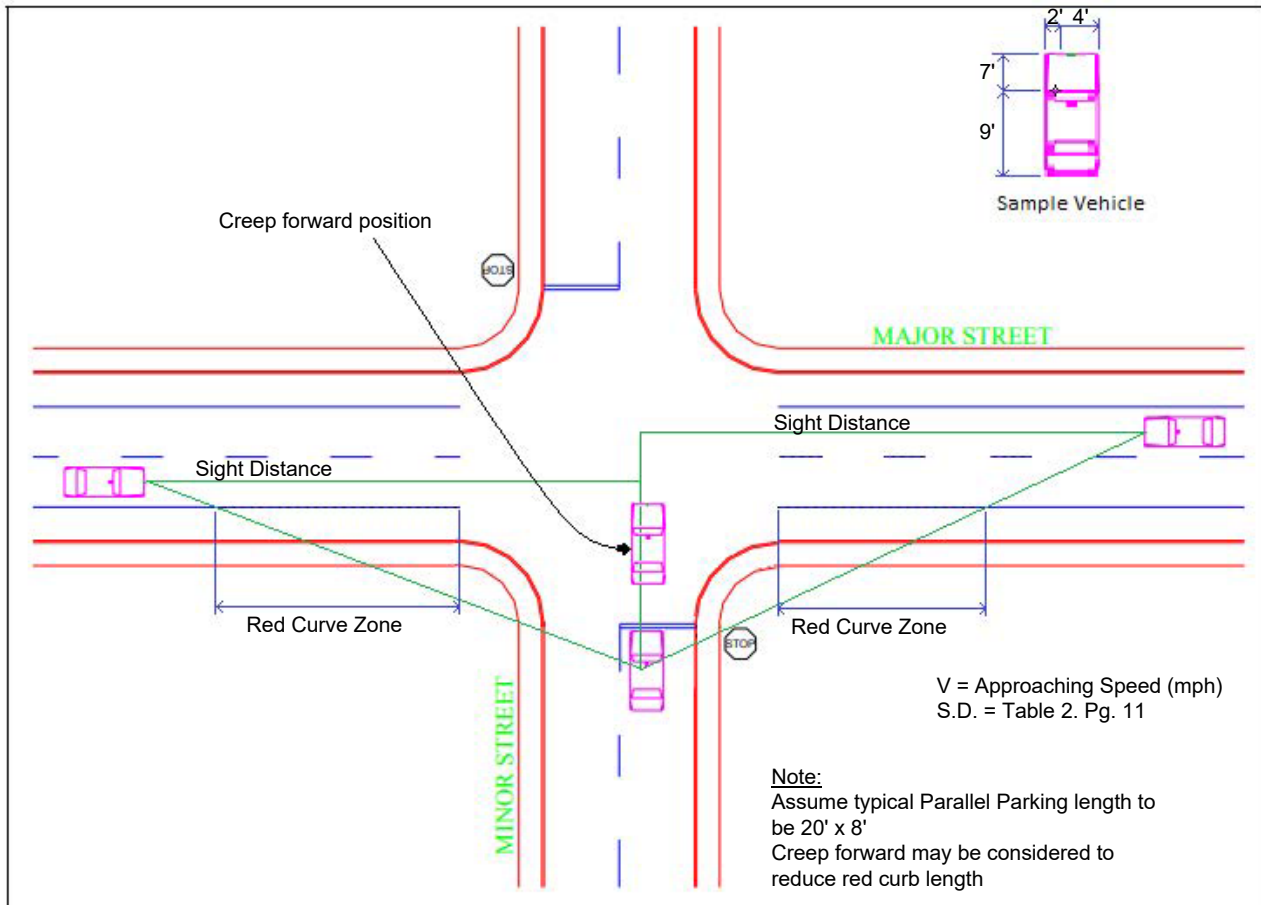 2' 4'
7'
9'
Sample Vehicle
Creep forward position
STOP
MAJOR STREET
Sight Distance
Sight Distance
Red Curve Zone
Red Curve Zone
STOP
MINOR STREET
V = Approaching Speed (mph)
S.D. = Table 2. Pg. 11
Note:
Assume typical Parallel Parking length to
be 20' x 8'
Creep forward may be considered to
reduce red curb length